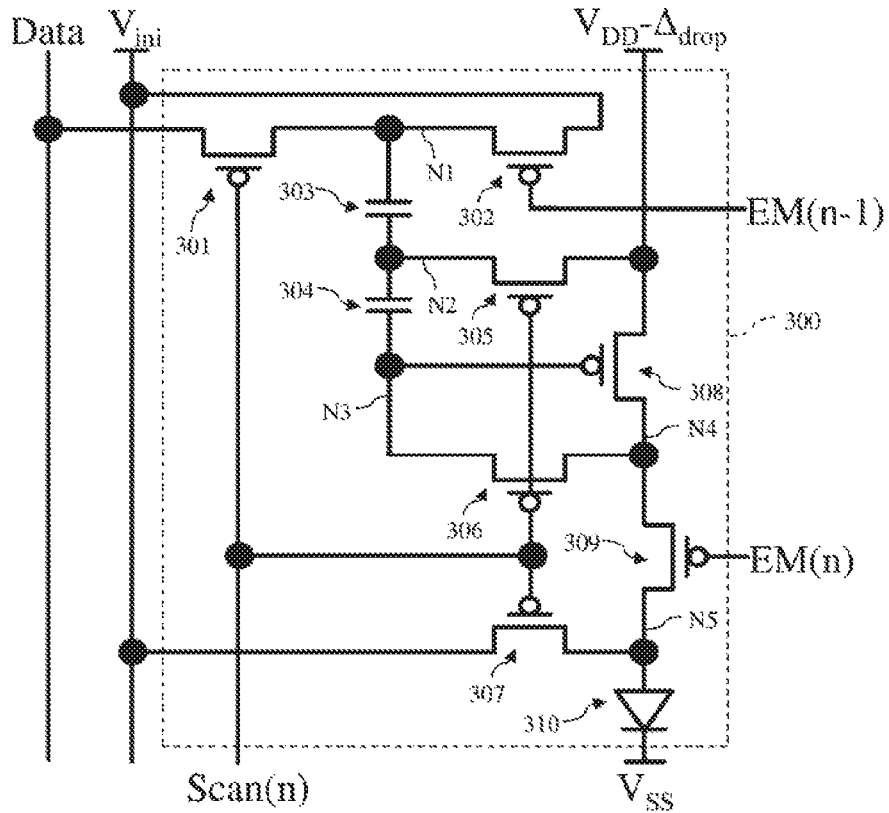 Data
V_ini
V_DD-Δ_drop
N1
303
301
302
EM(n-1)
304
N2
305
300
308
N3
N4
306
309
EM(n)
N5
307
310
Scan(n)
V_SS